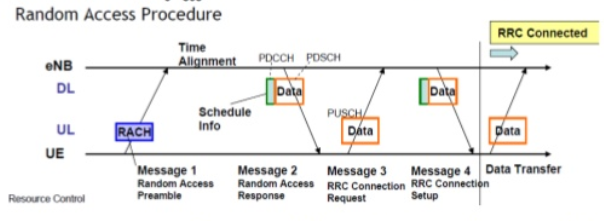 Random Access Procedure
RRC Connected
Time
Alignment
PDCCH PDSCH
eNB
DL
Data
Data
Schedule
Info
PUSCH
UL
RACH
Data
Data
UE
Message 1
Random Access
Preamble
Message 2
Random Access
Response
Message 3
RRC Connection
Request
Message 4
RRC Connection
Setup
Data Transfer
Resource Control